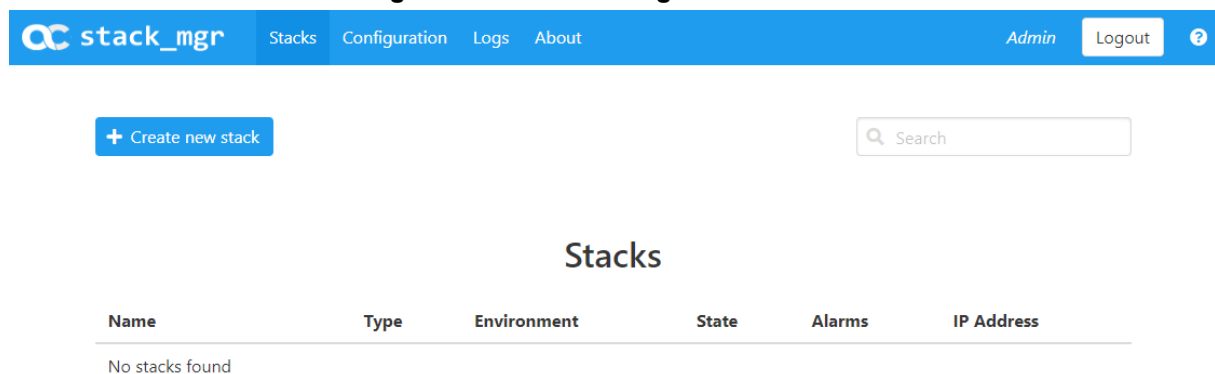 stack_mgr Stacks Configuration Logs About Admin Logout ?
+ Create new stack Search
Stacks
Name Type Environment State Alarms IP Address
No stacks found